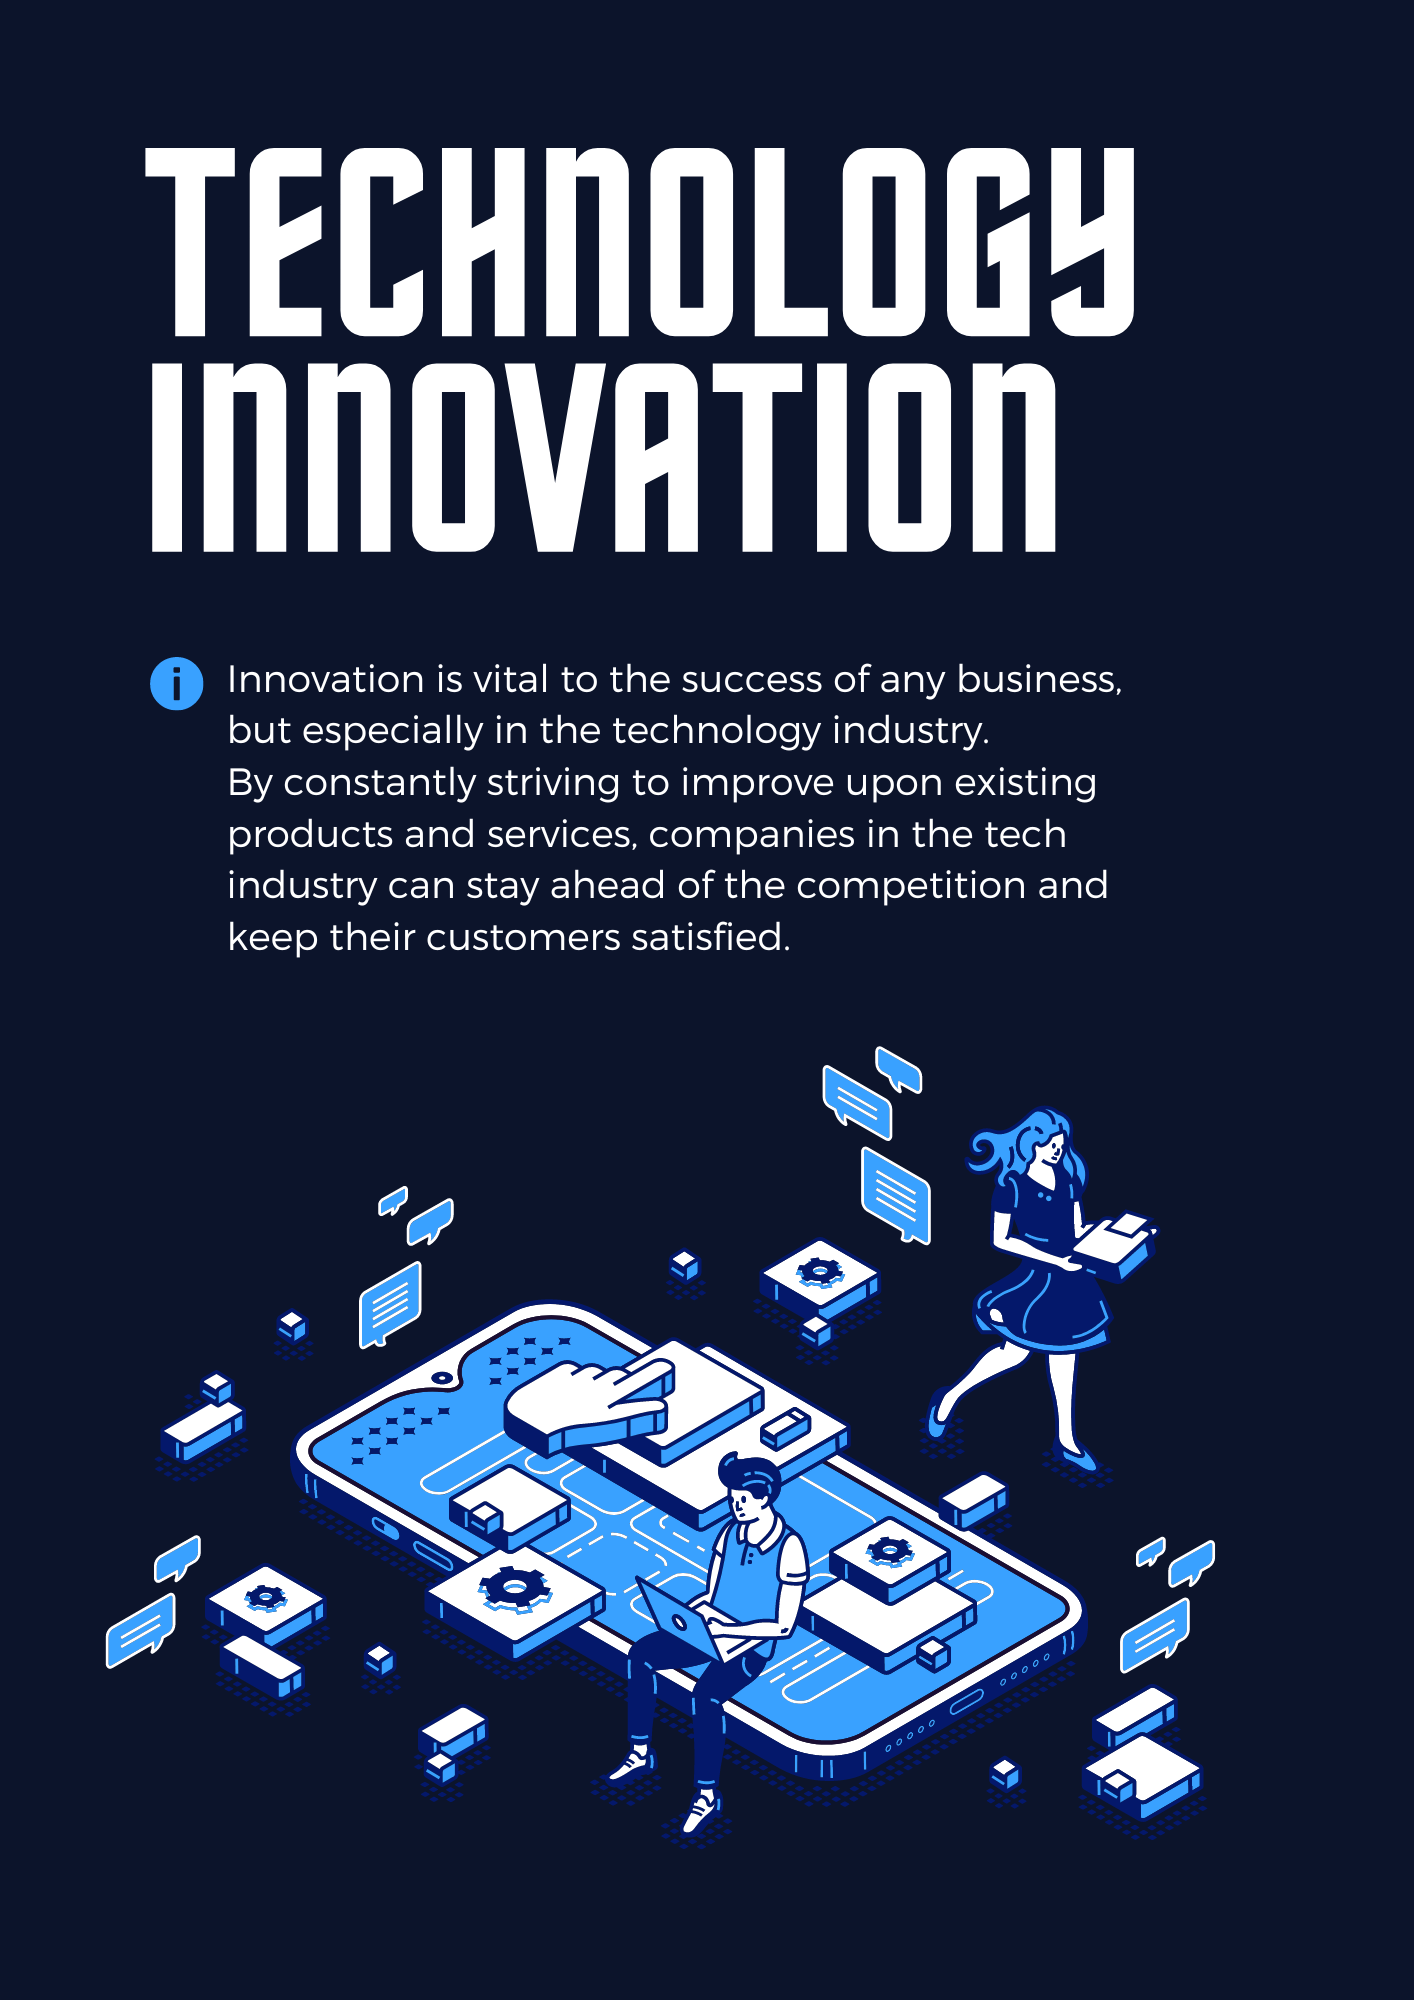 TECHNOLOGY
INNOVATION
i
Innovation is vital to the success of any business,
but especially in the technology industry.
By constantly striving to improve upon existing
products and services, companies in the tech
industry can stay ahead of the competition and
keep their customers satisfied.